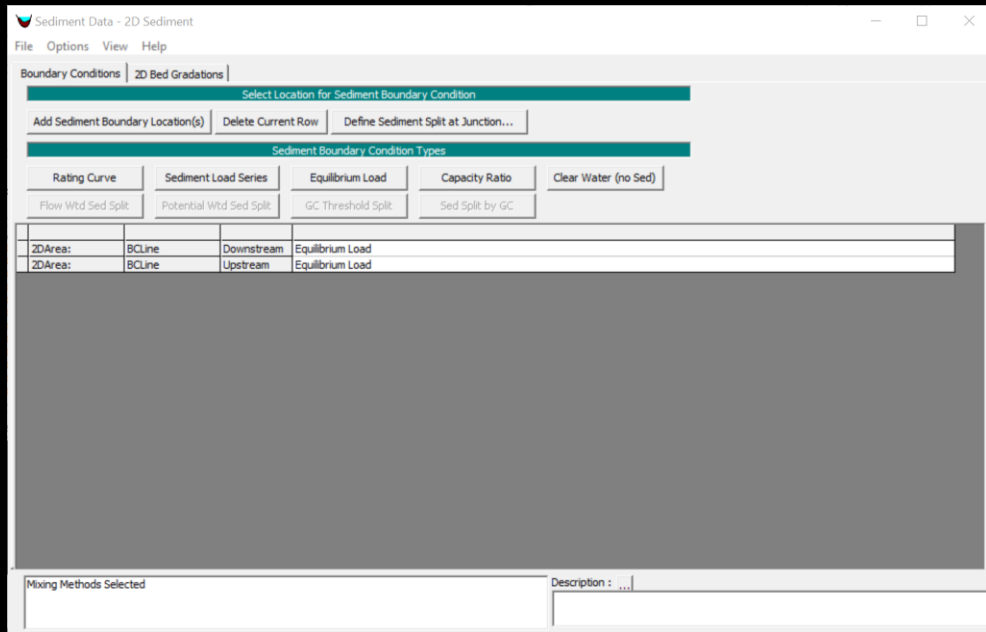 Sediment Data - 2D Sediment
File Options View Help
Boundary Conditions 2D Bed Gradations
Select Location for Sediment Boundary Condition
Add Sediment Boundary Location(s) Delete Current Row Define Sediment Split at Junction...
Sediment Boundary Condition Types
Rating Curve Sediment Load Series Equilibrium Load Capacity Ratio Clear Water (no Sed)
Flow Wtd Sed Split Potential Wtd Sed Split GC Threshold Split Sed Split by GC
2DArea: BCLine Downstream Equilibrium Load
2DArea: BCLine Upstream Equilibrium Load
Mixing Methods Selected Description : ...